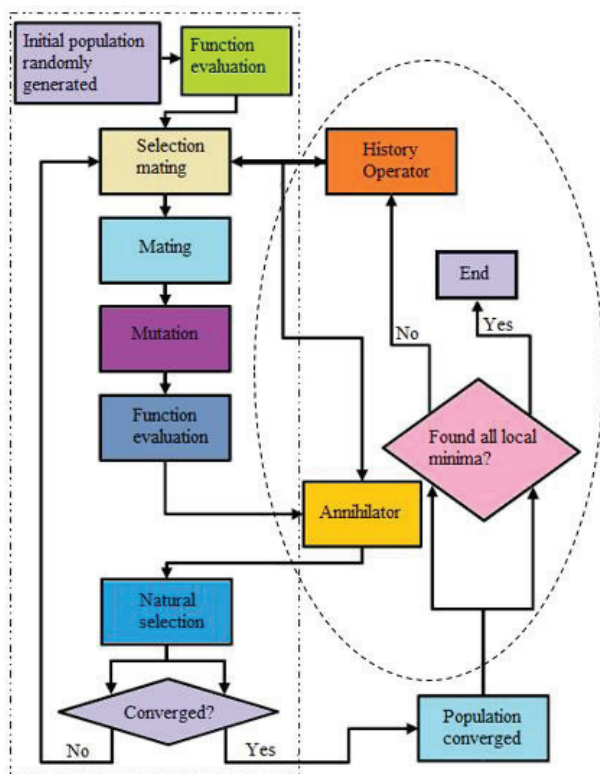 Initial population
randomly
generated
Function
evaluation
Selection
mating
History
Operator
Mating
End
No
Yes
Mutation
Function
evaluation
Found all local
minima?
Annihilator
Natural
selection
Converged?
Population
converged
No
Yes